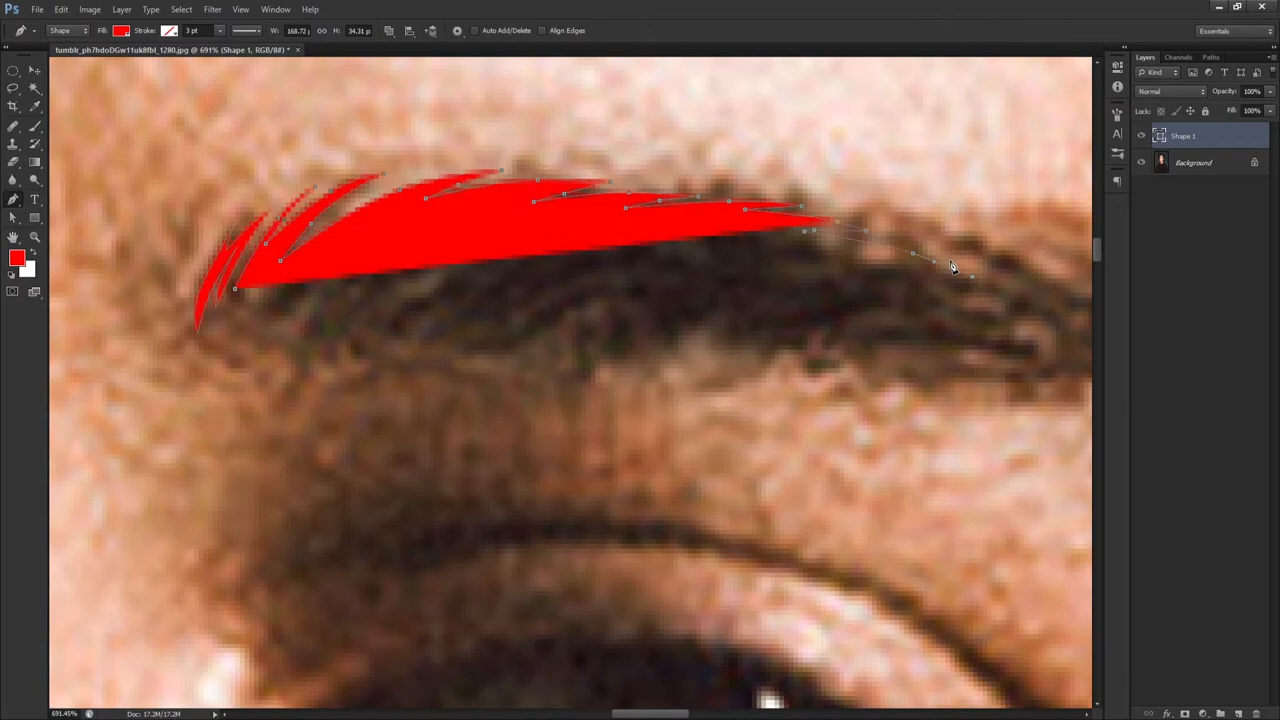 Ps File Edit Image Layer Type Select Filter View Window Help
Shape Fill: Stroke: 3 pt W: 168.72 H: 34.31 p Auto Add/Delete Align Edges Essentials
tumblr_ph7hdoDGw11uk8fbl_1280.jpg @ 691% (Shape 1, RGB/8#) * ×
Layers Channels Paths
Kind T
Normal Opacity: 100%
Lock: Fill: 100%
Shape 1
Background
691.45% Doc: 17.2M/17.2M